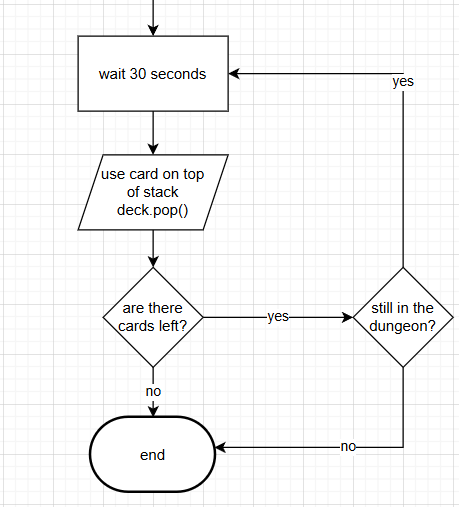 wait 30 seconds
yes
use card on top
of stack
deck.pop()
are there
cards left?
yes
still in the
dungeon?
no
no
end